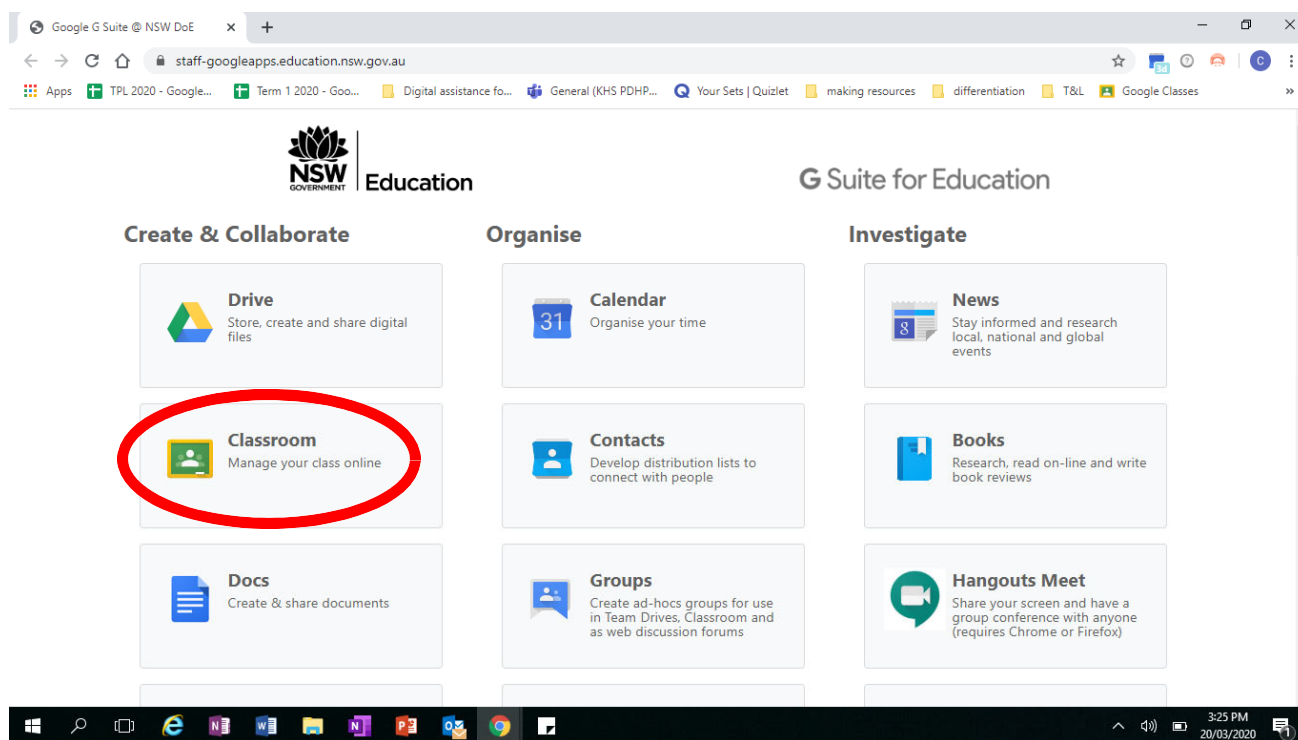 Google G Suite @ NSW DoE
staff-googleapps.education.nsw.gov.au
Apps TPL 2020 - Google... Term 1 2020 - Goo... Digital assistance fo... General (KHS PDHP... Your Sets | Quizlet making resources differentiation T&L Google Classes »
3d
C
NSW
GOVERNMENT
Education
G Suite for Education
Create & Collaborate
Drive
Store, create and share digital
files
Classroom
Manage your class online
Docs
Create & share documents
Organise
31
Calendar
Organise your time
Contacts
Develop distribution lists to
connect with people
Groups
Create ad-hocs groups for use
in Team Drives, Classroom and
as web discussion forums
Investigate
8
News
Stay informed and research
local, national and global
events
Books
Research, read on-line and write
book reviews
Hangouts Meet
Share your screen and have a
group conference with anyone
(requires Chrome or Firefox)
3:25 PM
20/03/2020
1